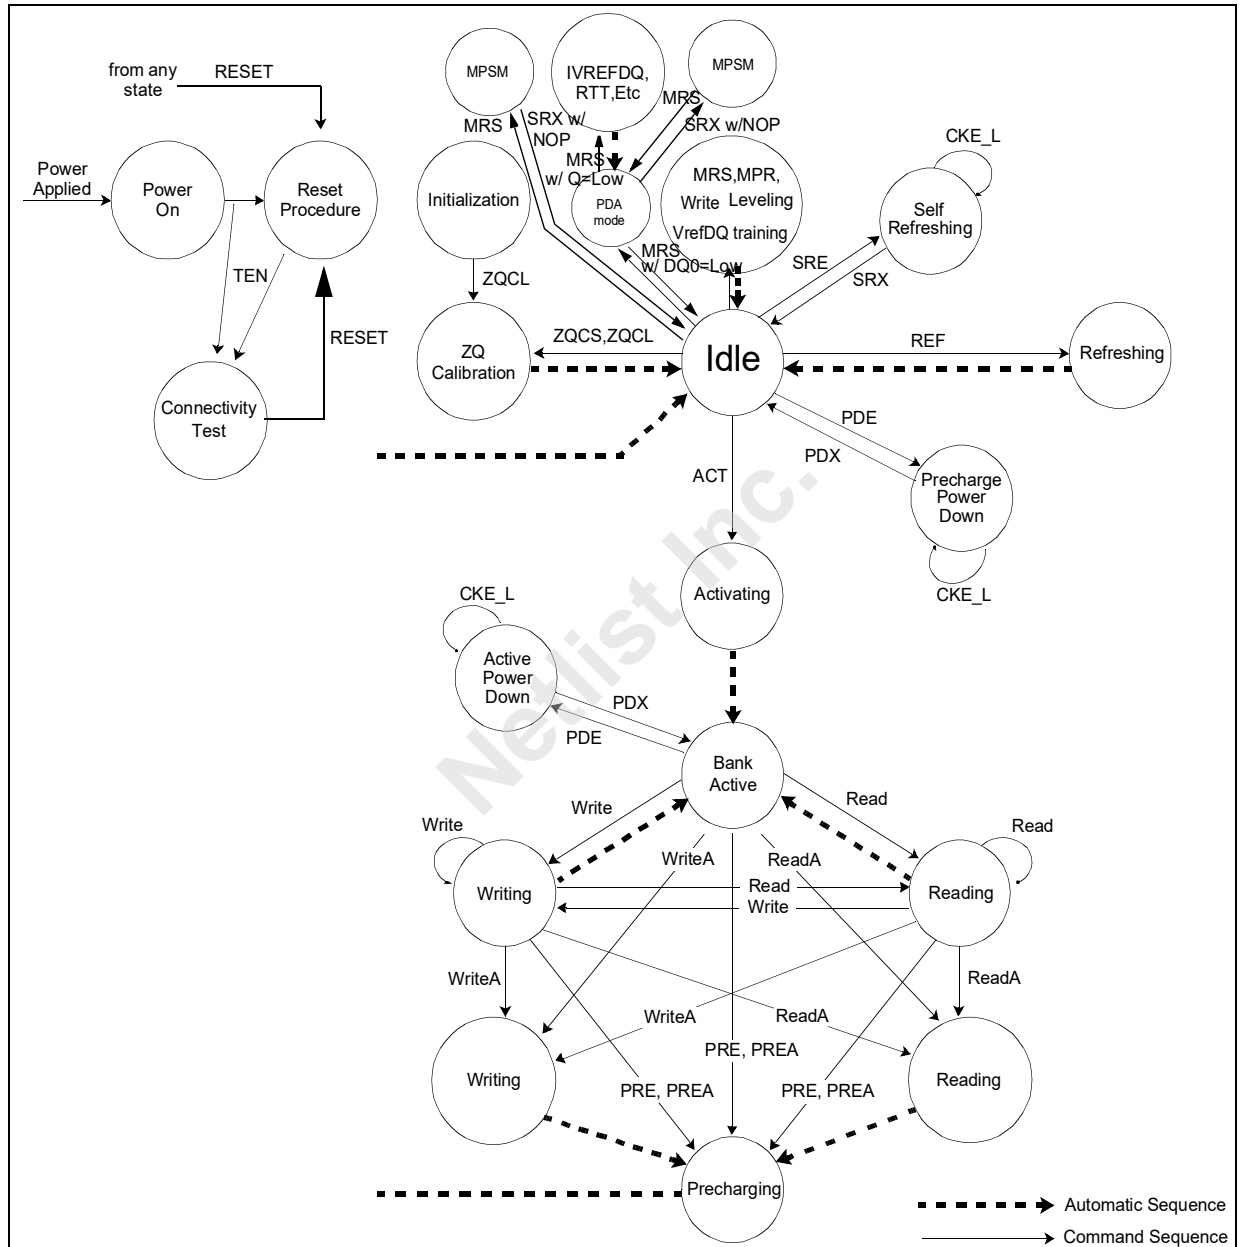 from any
state
RESET
Power
Applied
Power
On
Reset
Procedure
TEN
RESET
Connectivity
Test
MPSM
IVREFDQ,
RTT,Etc
MPSM
MRS
SRX w/
NOP
MRS
SRX w/NOP
MRS
w/ Q=Low
Initialization
PDA
mode
MRS,MPR,
Write Leveling
VrefDQ training
CKE_L
Self
Refreshing
MRS
w/ DQ0=Low
SRE
SRX
ZQCL
ZQ
Calibration
ZQCS,ZQCL
Idle
REF
Refreshing
PDE
PDX
Precharge
Power
Down
CKE_L
ACT
Activating
CKE_L
Active
Power
Down
PDX
PDE
Bank
Active
Write
Read
Write
Read
WriteA
ReadA
Writing
Read
Write
Reading
WriteA
ReadA
WriteA
ReadA
Writing
PRE, PREA
Reading
PRE, PREA
PRE, PREA
Precharging
Automatic Sequence
Command Sequence
Netlist Inc.